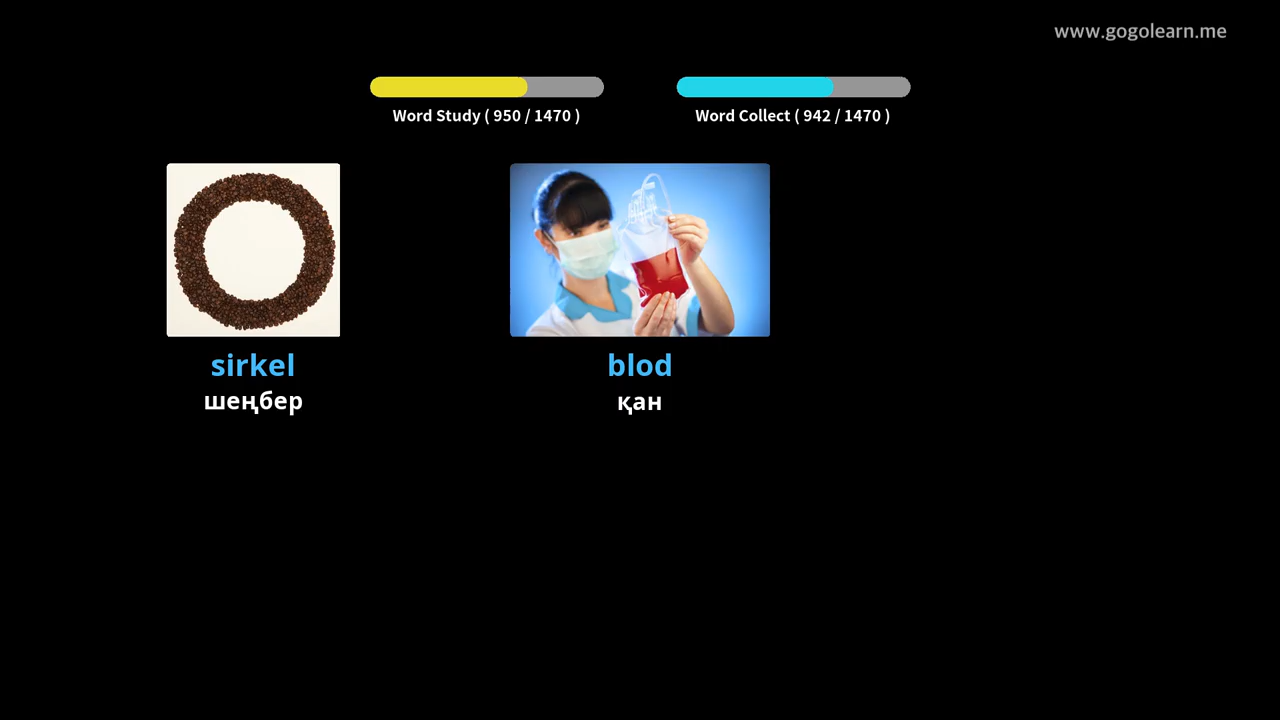 www.gogolearn.me
Word Study ( 950 / 1470 )
Word Collect ( 942 / 1470 )
sirkel
шеңбер
blod
қан